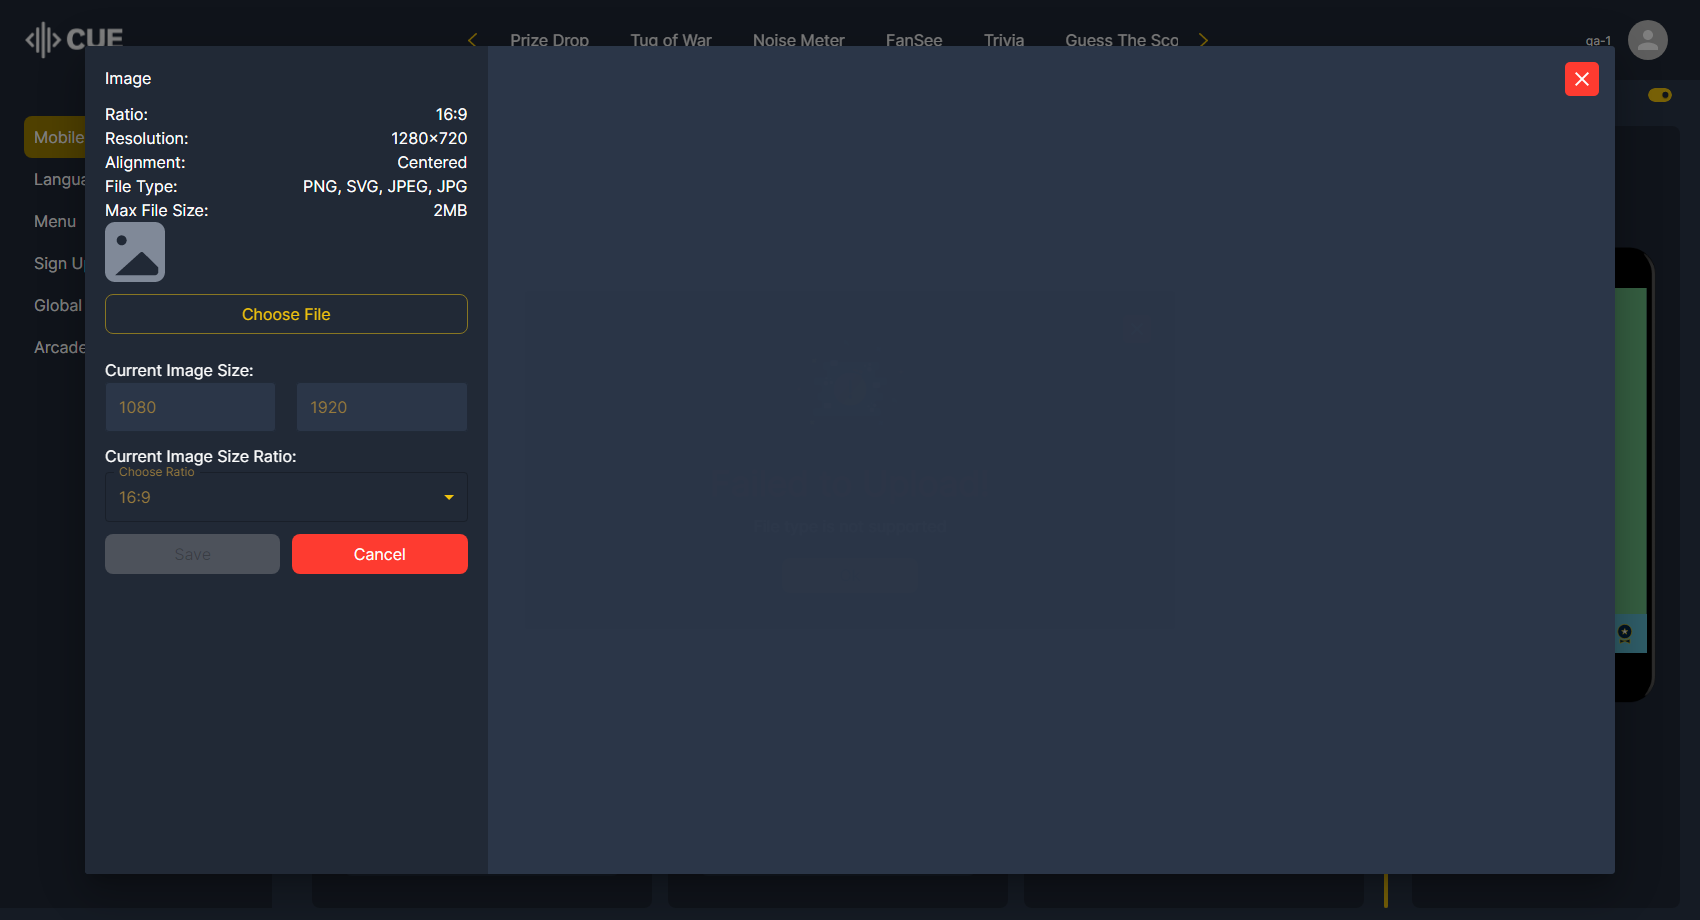 CUE
Prize Drop
Tug of War
Noise Meter
FanSee
Trivia
Guess The Sco
qa-1
Mobile
Langua
Menu
Sign U
Global
Arcade
Image
Ratio: 16:9
Resolution: 1280×720
Alignment: Centered
File Type: PNG, SVG, JPEG, JPG
Max File Size: 2MB
Choose File
Current Image Size:
1080 1920
Current Image Size Ratio:
Choose Ratio
16:9
Save Cancel